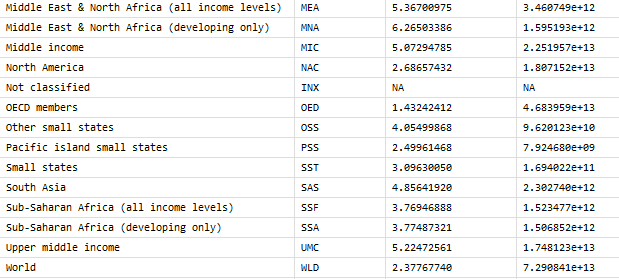 Middle East & North Africa (all income levels) MEA 5.36700975 3.460749e+12
Middle East & North Africa (developing only) MNA 6.26503386 1.595193e+12
Middle income MIC 5.07294785 2.251957e+13
North America NAC 2.68657432 1.807152e+13
Not classified INX NA NA
OECD members OED 1.43242412 4.683959e+13
Other small states OSS 4.05499868 9.620123e+10
Pacific island small states PSS 2.49961468 7.924680e+09
Small states SST 3.09630050 1.694022e+11
South Asia SAS 4.85641920 2.302740e+12
Sub-Saharan Africa (all income levels) SSF 3.76946888 1.523477e+12
Sub-Saharan Africa (developing only) SSA 3.77487321 1.506852e+12
Upper middle income UMC 5.22472561 1.748123e+13
World WLD 2.37767740 7.290841e+13